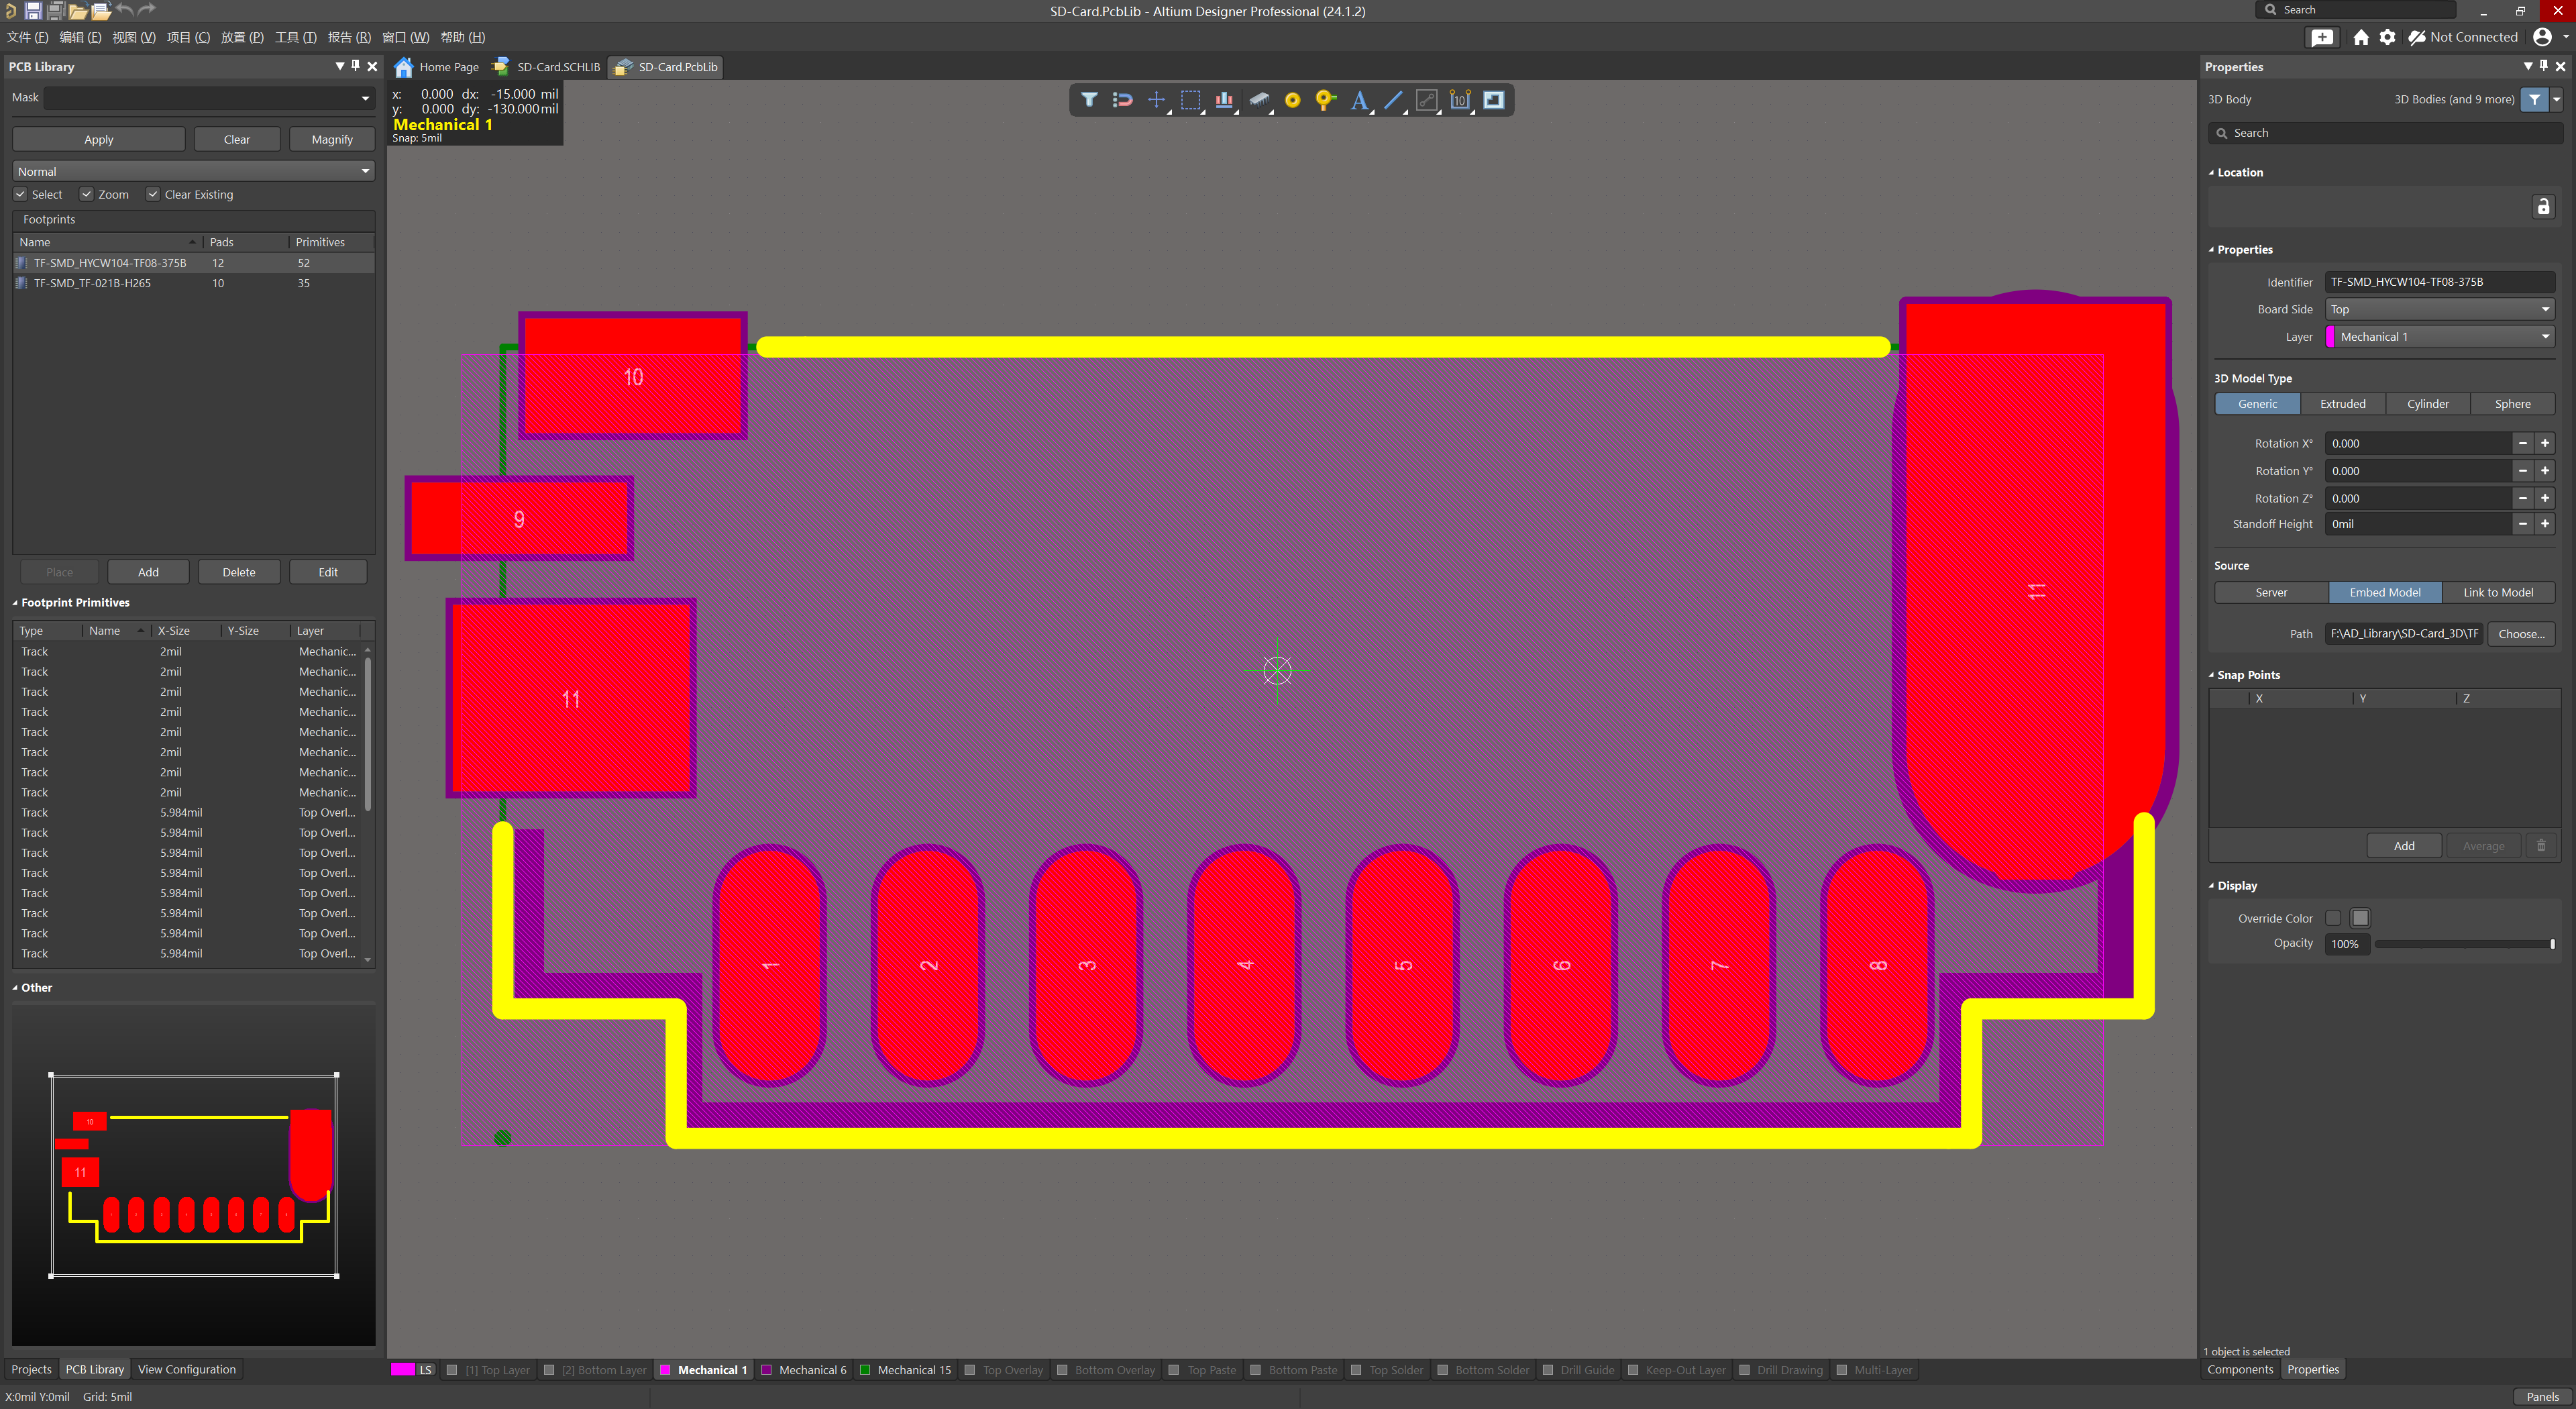 SD-Card.PcbLib - Altium Designer Professional (24.1.2)
Search
文件 (F) 编辑 (E) 视图 (V) 项目 (C) 放置 (P) 工具 (T) 报告 (R) 窗口 (W) 帮助 (H)
Not Connected
PCB Library
Mask
Apply Clear Magnify
Normal
Select Zoom Clear Existing
Footprints
Name Pads Primitives
TF-SMD_HYCW104-TF08-375B 12 52
TF-SMD_TF-021B-H265 10 35
Place Add Delete Edit
Footprint Primitives
Type Name X-Size Y-Size Layer
Track 2mil Mechanic...
Track 2mil Mechanic...
Track 2mil Mechanic...
Track 2mil Mechanic...
Track 2mil Mechanic...
Track 2mil Mechanic...
Track 2mil Mechanic...
Track 2mil Mechanic...
Track 5.984mil Top Overl...
Track 5.984mil Top Overl...
Track 5.984mil Top Overl...
Track 5.984mil Top Overl...
Track 5.984mil Top Overl...
Track 5.984mil Top Overl...
Track 5.984mil Top Overl...
Track 5.984mil Top Overl...
Other
10
11
Projects PCB Library View Configuration
X:0mil Y:0mil Grid: 5mil
Home Page SD-Card.SCHLIB SD-Card.PcbLib
x: 0.000 dx: -15.000 mil
y: 0.000 dy: -130.000 mil
Mechanical 1
Snap: 5mil
10
9
11
11
1 2 3 4 5 6 7 8
LS [1] Top Layer [2] Bottom Layer Mechanical 1 Mechanical 6 Mechanical 15 Top Overlay Bottom Overlay Top Paste Bottom Paste Top Solder Bottom Solder Drill Guide Keep-Out Layer Drill Drawing Multi-Layer
Properties
3D Body 3D Bodies (and 9 more)
Search
Location
Properties
Identifier TF-SMD_HYCW104-TF08-375B
Board Side Top
Layer Mechanical 1
3D Model Type
Generic Extruded Cylinder Sphere
Rotation X° 0.000
Rotation Y° 0.000
Rotation Z° 0.000
Standoff Height 0mil
Source
Server Embed Model Link to Model
Path F:\AD_Library\SD-Card_3D\TF Choose...
Snap Points
X Y Z
Add Average
Display
Override Color
Opacity 100%
1 object is selected
Components Properties
Panels